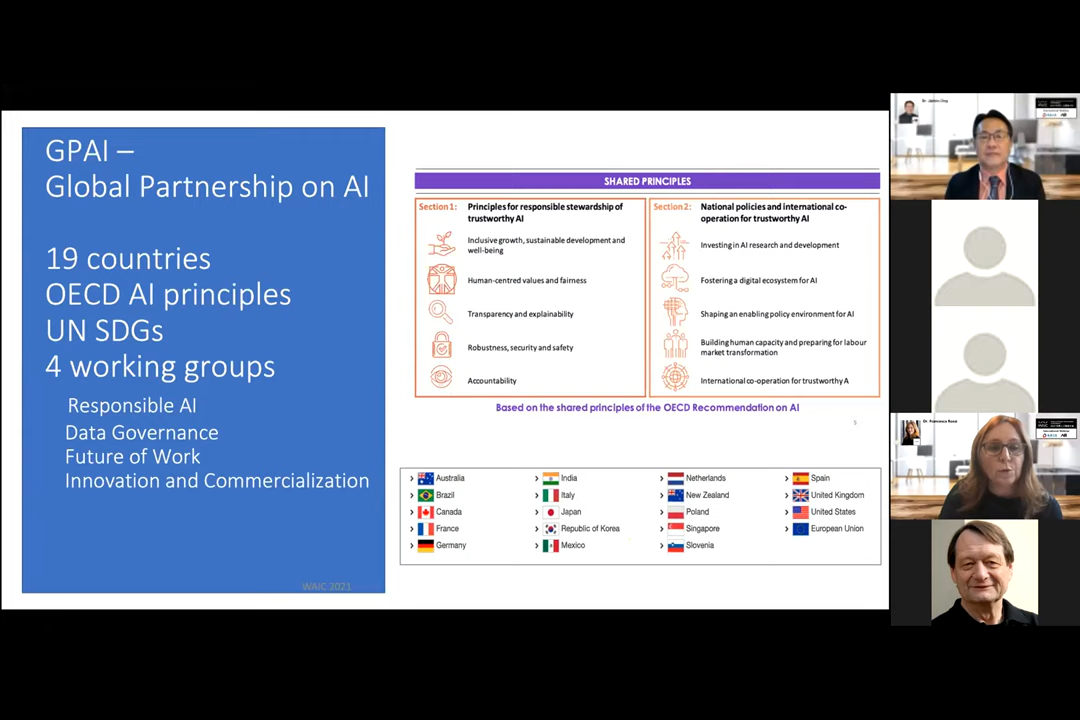 GPAI –
Global Partnership on AI
19 countries
OECD AI principles
UN SDGs
4 working groups
Responsible AI
Data Governance
Future of Work
Innovation and Commercialization
WAIC 2021
SHARED PRINCIPLES
Section 1: Principles for responsible stewardship of
trustworthy AI
Inclusive growth, sustainable development and
well-being
Human-centred values and fairness
Transparency and explainability
Robustness, security and safety
Accountability
Section 2: National policies and international co-
operation for trustworthy AI
Investing in AI research and development
Fostering a digital ecosystem for AI
Shaping an enabling policy environment for AI
Building human capacity and preparing for labour
market transformation
International co-operation for trustworthy A
Based on the shared principles of the OECD Recommendation on AI
9
Australia
Brazil
Canada
France
Germany
India
Italy
Japan
Republic of Korea
Mexico
Netherlands
New Zealand
Poland
Singapore
Slovenia
Spain
United Kingdom
United States
European Union